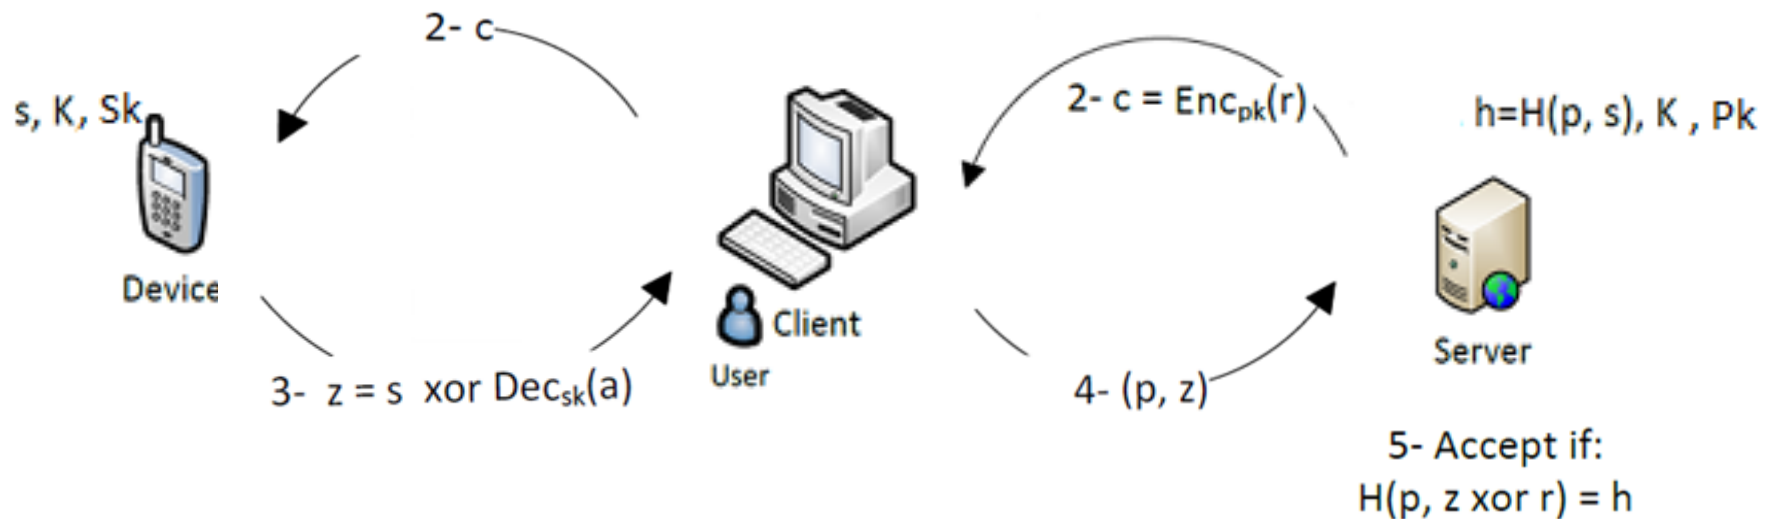 2- c
2- c = Encpk(r)
s, K, Sk
h=H(p, s), K , Pk
Device
Client
User
Server
3- z = s xor Decsk(a)
4- (p, z)
5- Accept if:
H(p, z xor r) = h